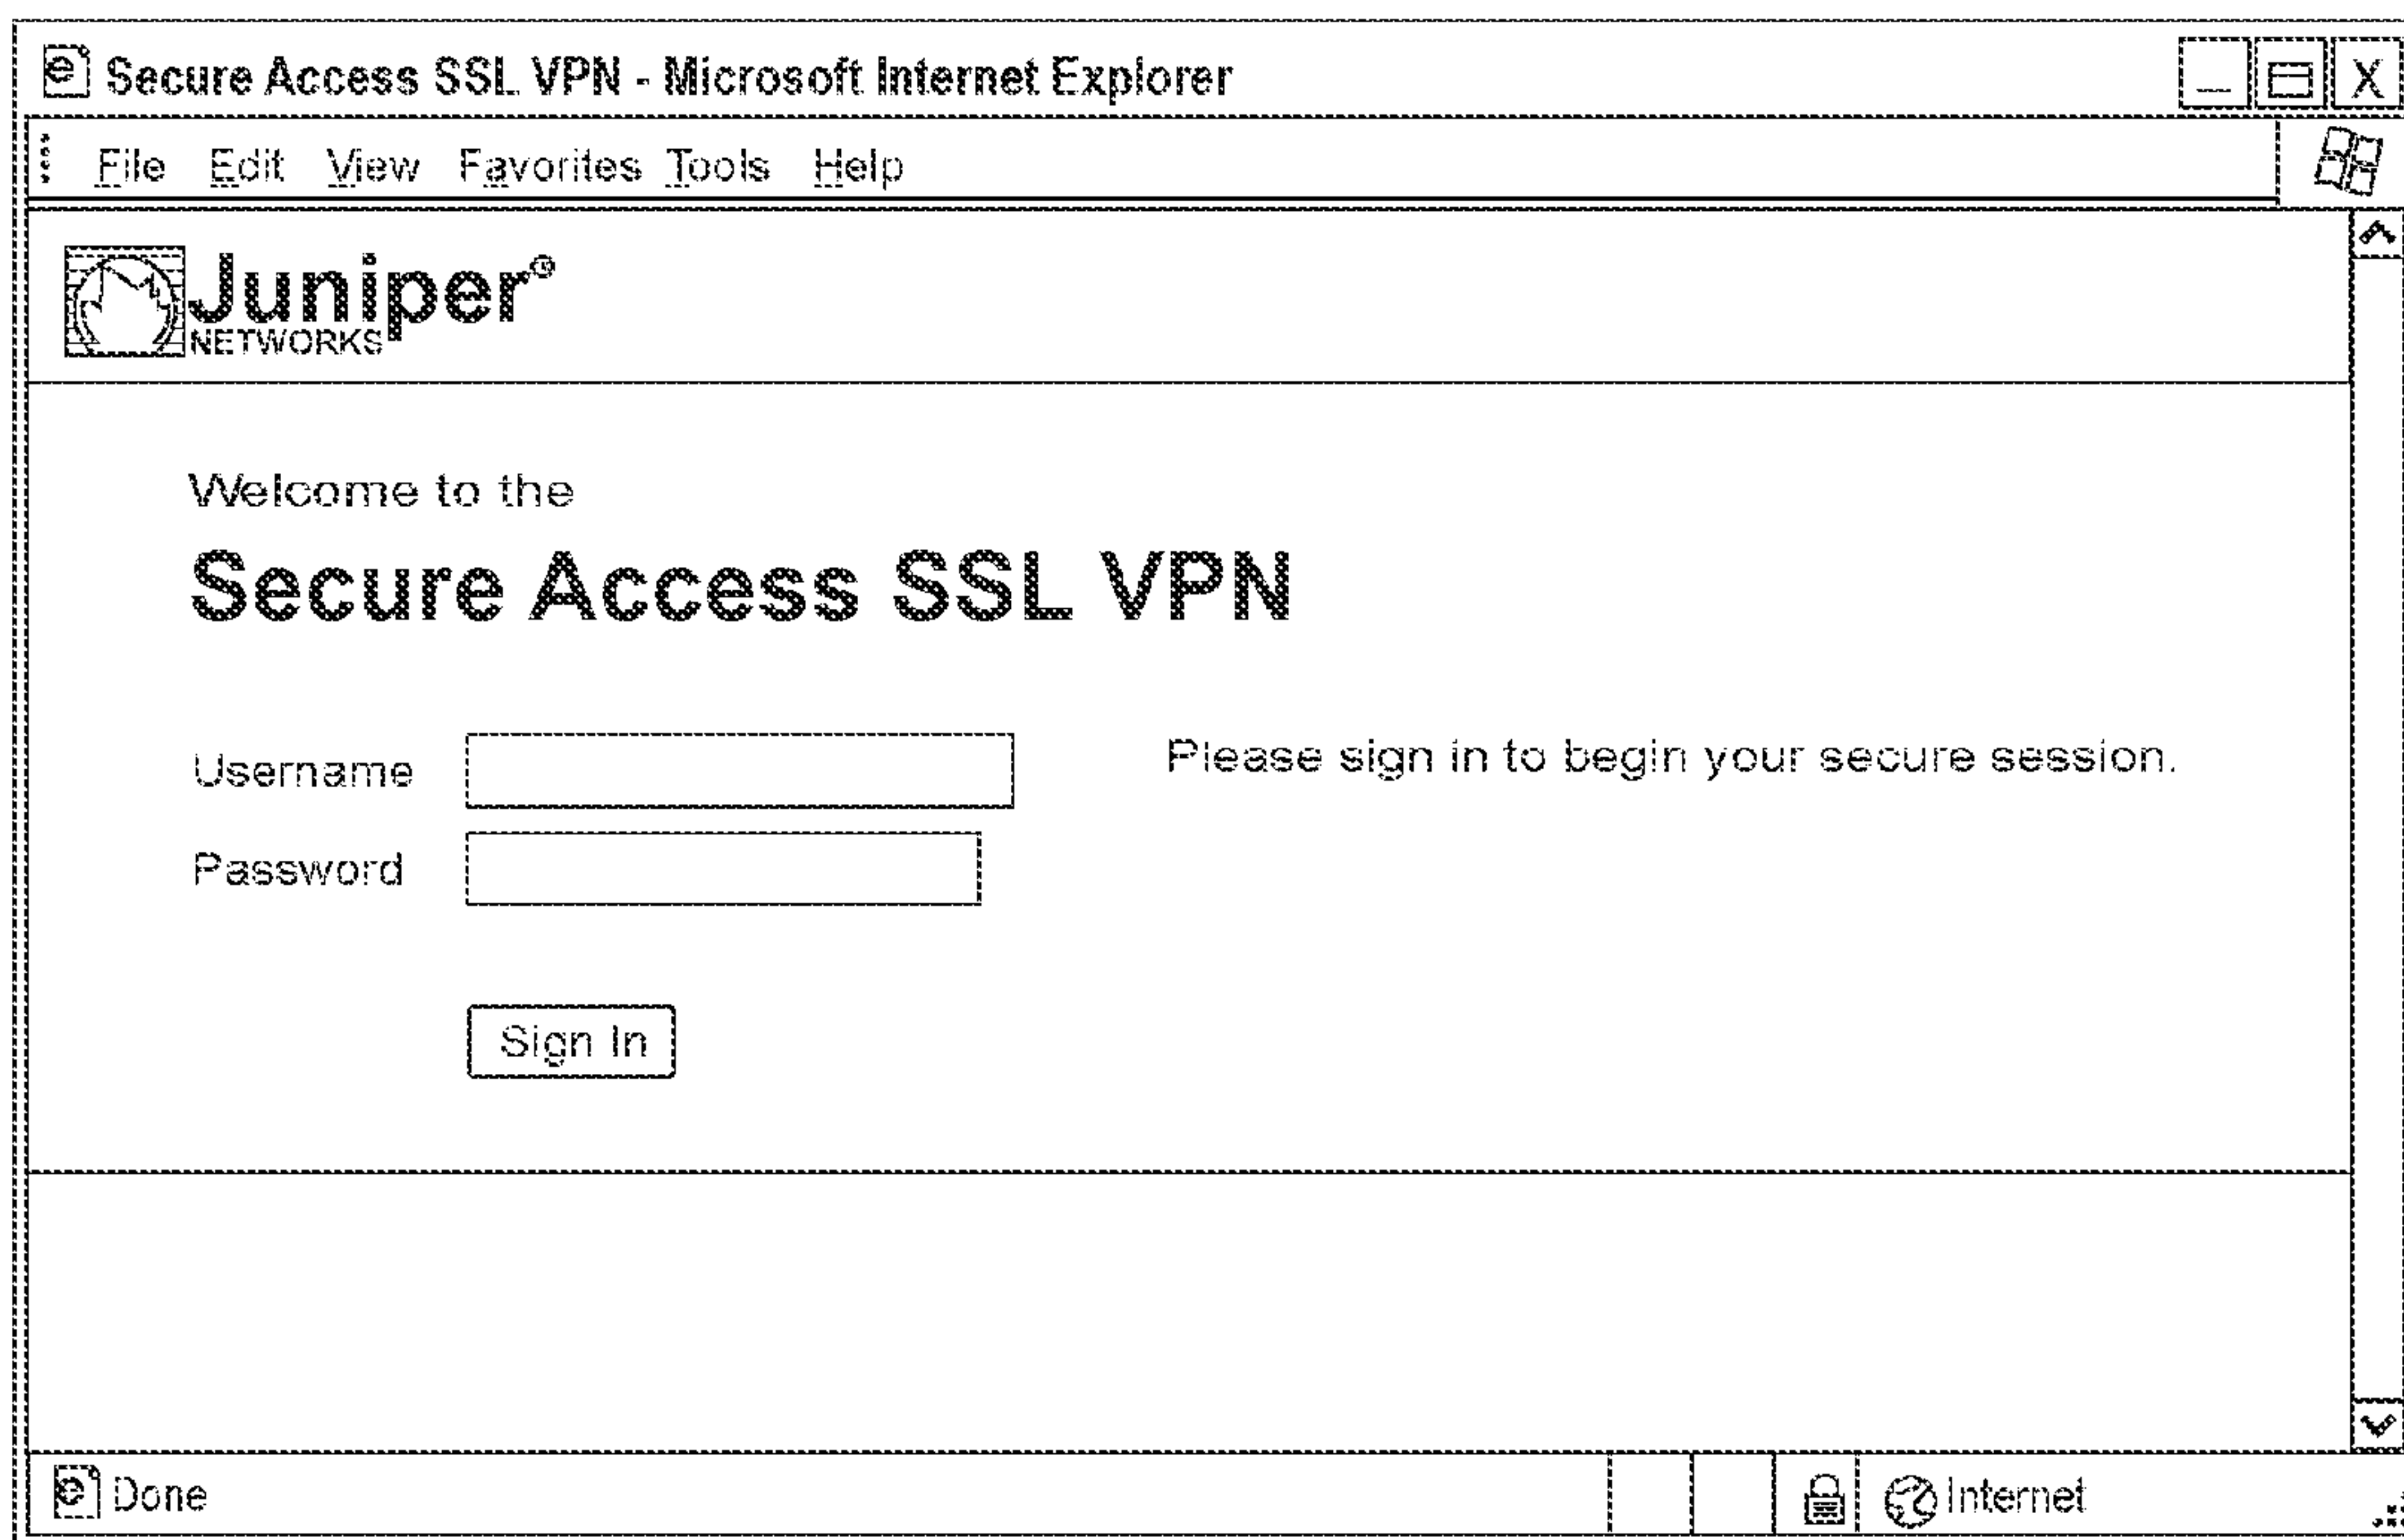 Secure Access SSL VPN - Microsoft Internet Explorer
File Edit View Favorites Tools Help
Juniper®
NETWORKS
Welcome to the
Secure Access SSL VPN
Username
Please sign in to begin your secure session.
Password
Sign In
Done
Internet